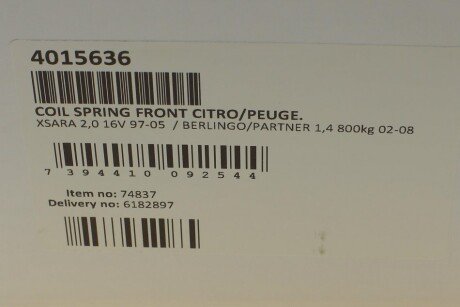 4015636
COIL SPRING FRONT CITRO/PEUGE.
XSARA 2,0 16V 97-05 / BERLINGO/PARTNER 1,4 800kg 02-08
7 394410 092544
Item no: 74837
Delivery no: 6182897